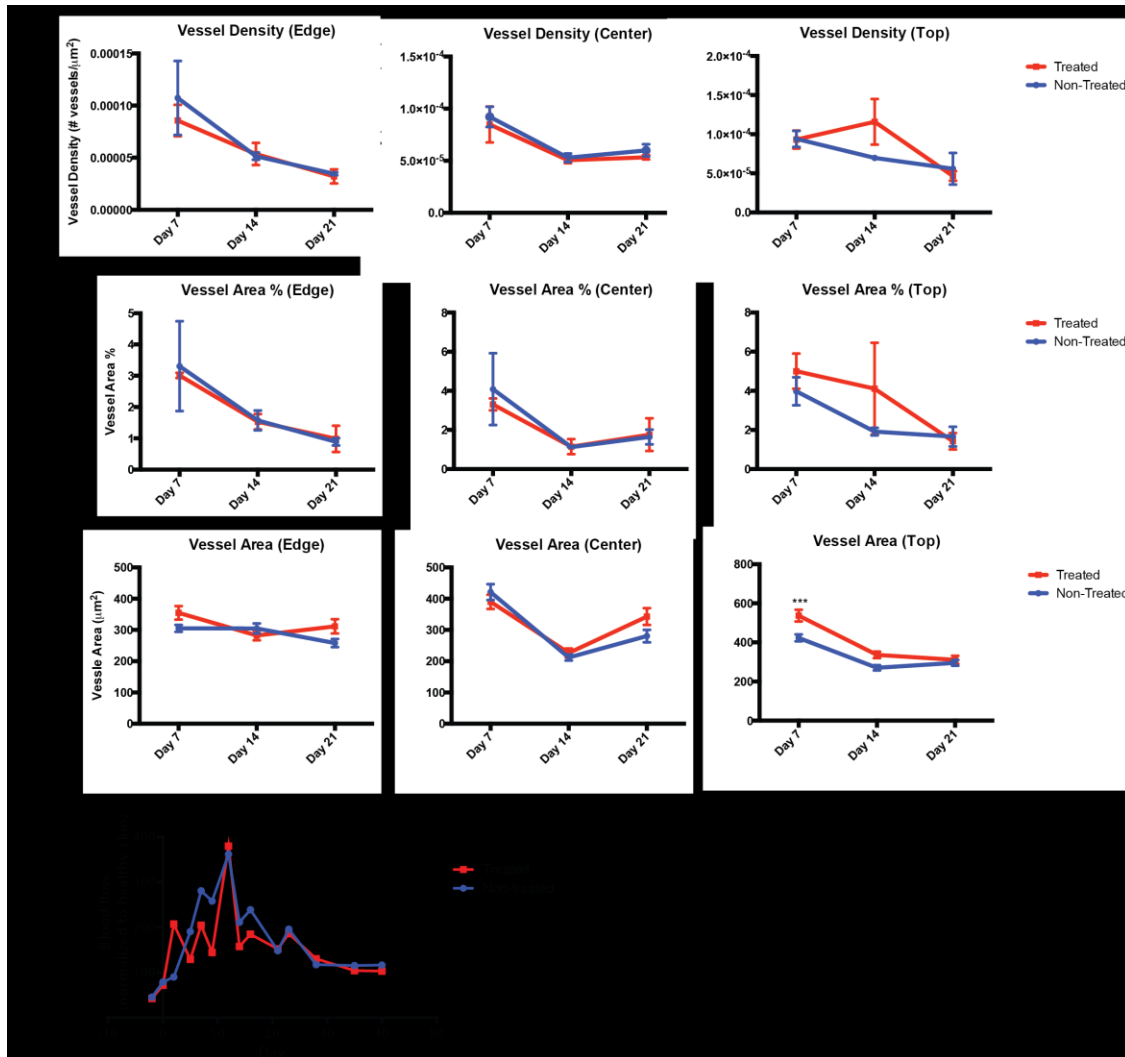 Vessel Density (Edge)
Vessel Density (# vessels/μm²)
0.00015
0.00010
0.00005
0.00000
Day 7
Day 14
Day 21
Vessel Density (Center)
1.5×10⁻⁴
1.0×10⁻⁴
5.0×10⁻⁵
0.0
Day 7
Day 14
Day 21
Vessel Density (Top)
2.0×10⁻⁴
1.5×10⁻⁴
1.0×10⁻⁴
5.0×10⁻⁵
0.0
Day 7
Day 14
Day 21
Treated
Non-Treated
Vessel Area % (Edge)
Vessel Area %
5
4
3
2
1
0
Day 7
Day 14
Day 21
Vessel Area % (Center)
8
6
4
2
0
Day 7
Day 14
Day 21
Vessel Area % (Top)
8
6
4
2
0
Day 7
Day 14
Day 21
Treated
Non-Treated
Vessel Area (Edge)
Vessle Area (μm²)
500
400
300
200
100
0
Day 7
Day 14
Day 21
Vessel Area (Center)
500
400
300
200
100
0
Day 7
Day 14
Day 21
Vessel Area (Top)
800
600
400
200
0
***
Day 7
Day 14
Day 21
Treated
Non-Treated
Treated
Non-Treated